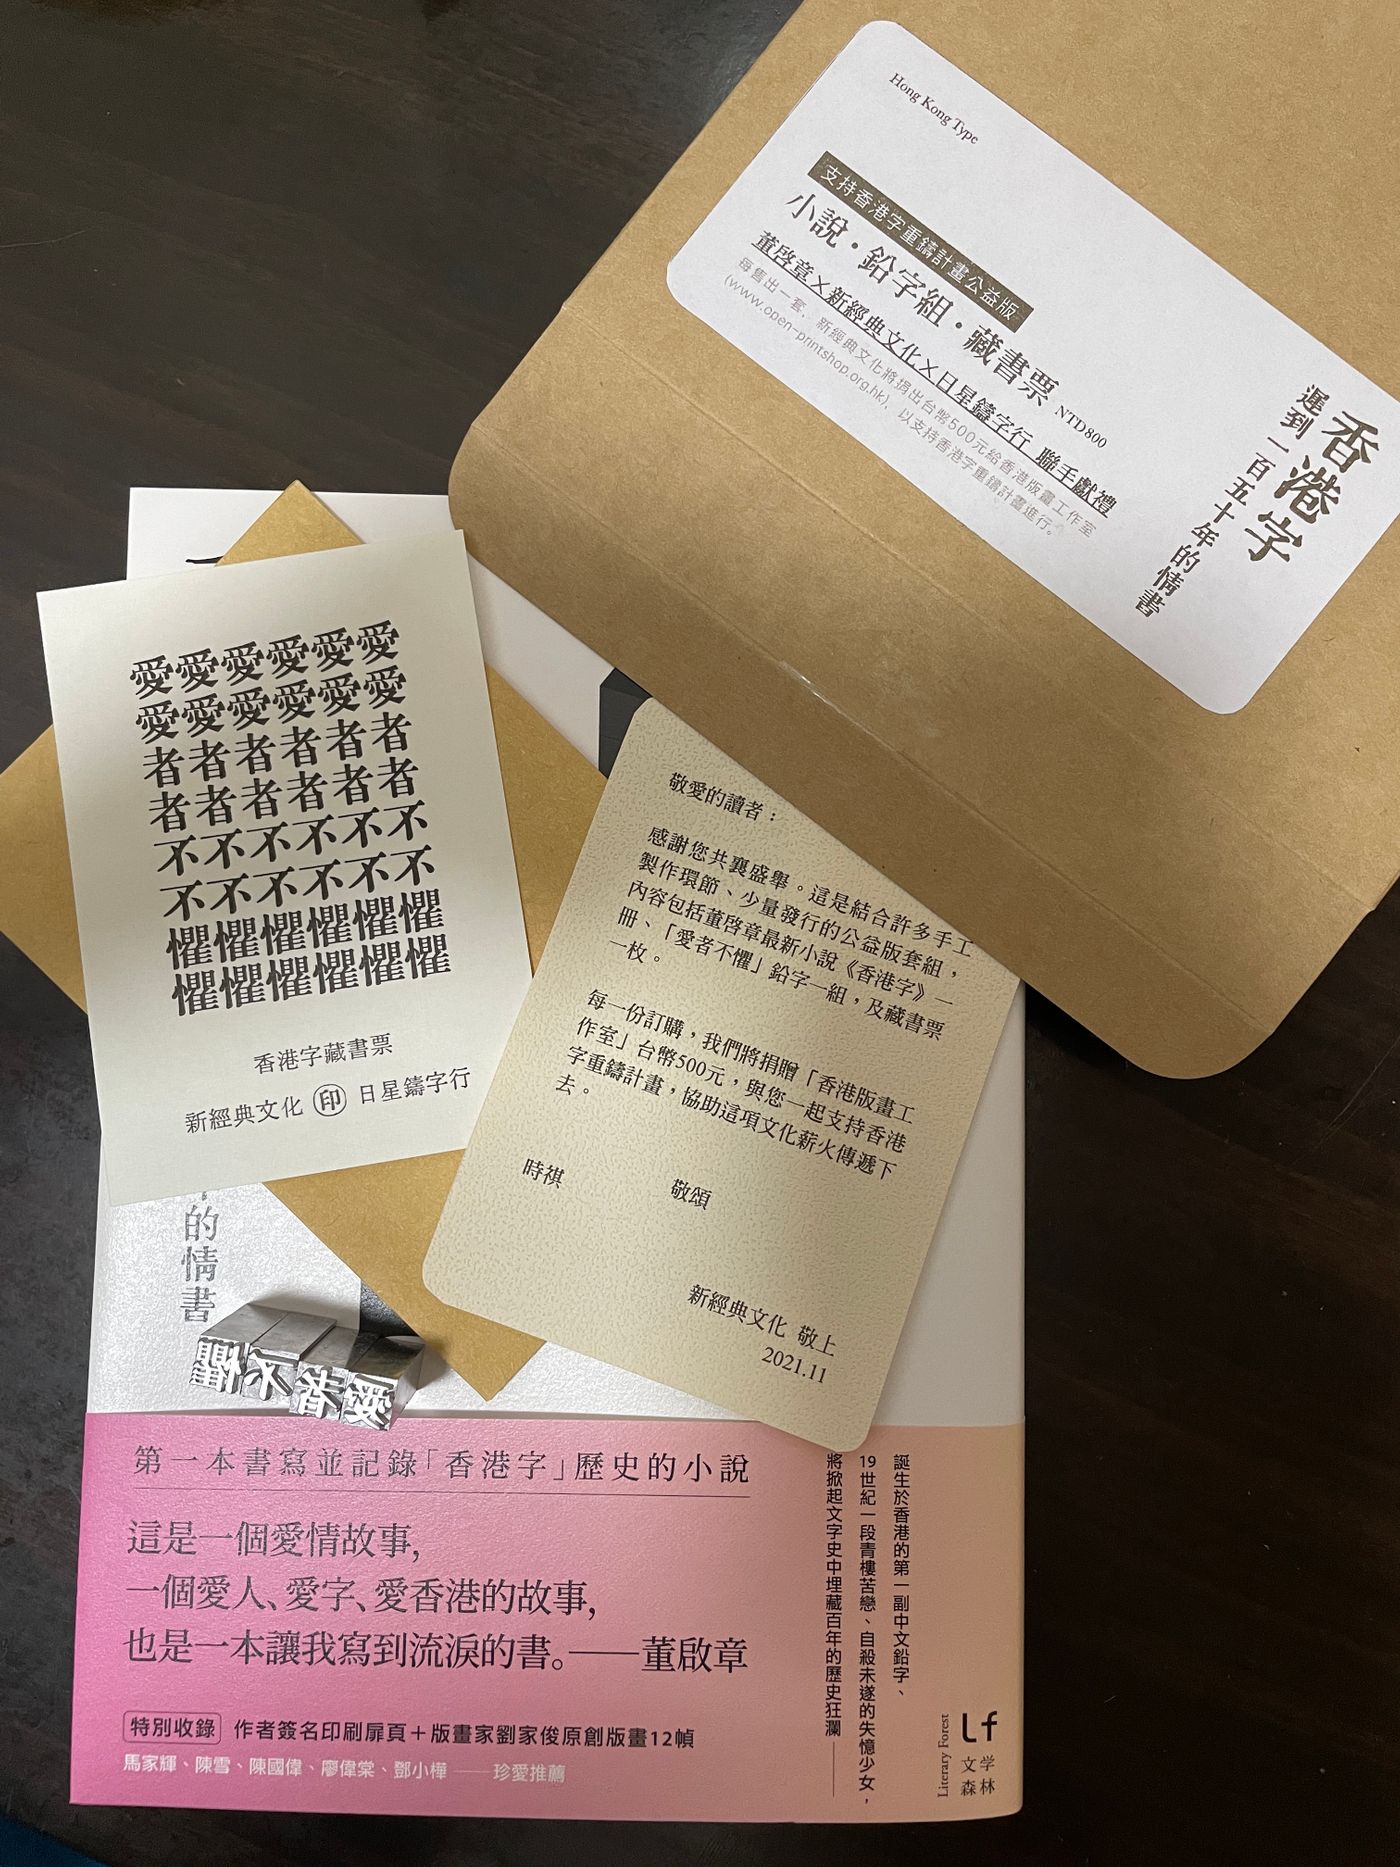 Hong Kong Type
支持香港字重鑄計畫公益版
小說・鉛字組・藏書票 NTD800
董啓章×新經典文化×日星鑄字行 聯手獻禮
每售出一套，新經典文化將捐出台幣500元給香港版畫工作室
(www.open-printshop.org.hk)，以支持香港字重鑄計畫進行。
香港字
遲到一百五十年的情書
愛愛愛愛愛愛
愛愛愛愛愛愛
者者者者者者
者者者者者者
不不不不不不
不不不不不不
懼懼懼懼懼懼
懼懼懼懼懼懼
香港字藏書票
新經典文化 印 日星鑄字行
敬愛的讀者：
感謝您共襄盛舉。這是結合許多手工
製作環節、少量發行的公益版套組，
內容包括董啓章最新小說《香港字》一
冊、「愛者不懼」鉛字一組，及藏書票
一枚。
每一份訂購，我們將捐贈「香港版畫工
作室」台幣500元，與您一起支持香港
字重鑄計畫，協助這項文化薪火傳遞下
去。
時祺
敬頌
新經典文化 敬上
2021.11
的情書
懼不者愛
第一本書寫並記錄「香港字」歷史的小說
這是一個愛情故事,
一個愛人、愛字、愛香港的故事,
也是一本讓我寫到流淚的書。——董啟章
特別收錄 作者簽名印刷扉頁＋版畫家劉家俊原創版畫12幀
馬家輝、陳雪、陳國偉、廖偉棠、鄧小樺——珍愛推薦
誕生於香港的第一副中文鉛字、
19世紀一段青樓苦戀、自殺未遂的失憶少女，
將掀起文字史中埋藏百年的歷史狂瀾
Literary Forest
Lf
文学
森林